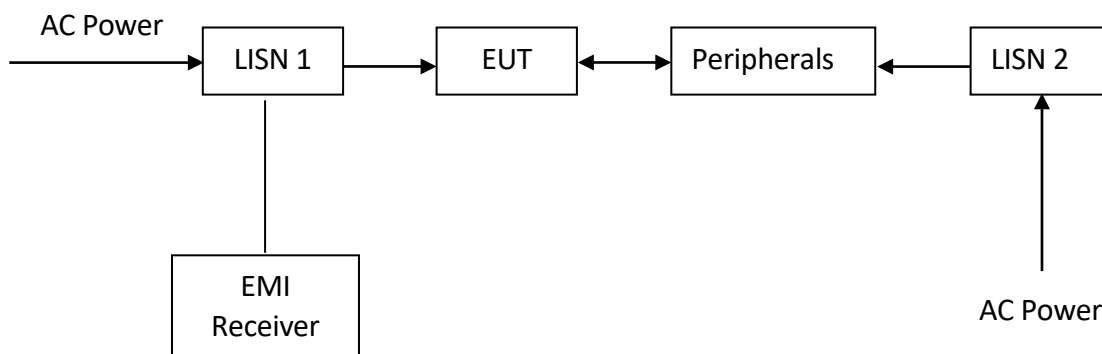 AC Power
LISN 1
EUT
Peripherals
LISN 2
EMI
Receiver
AC Power